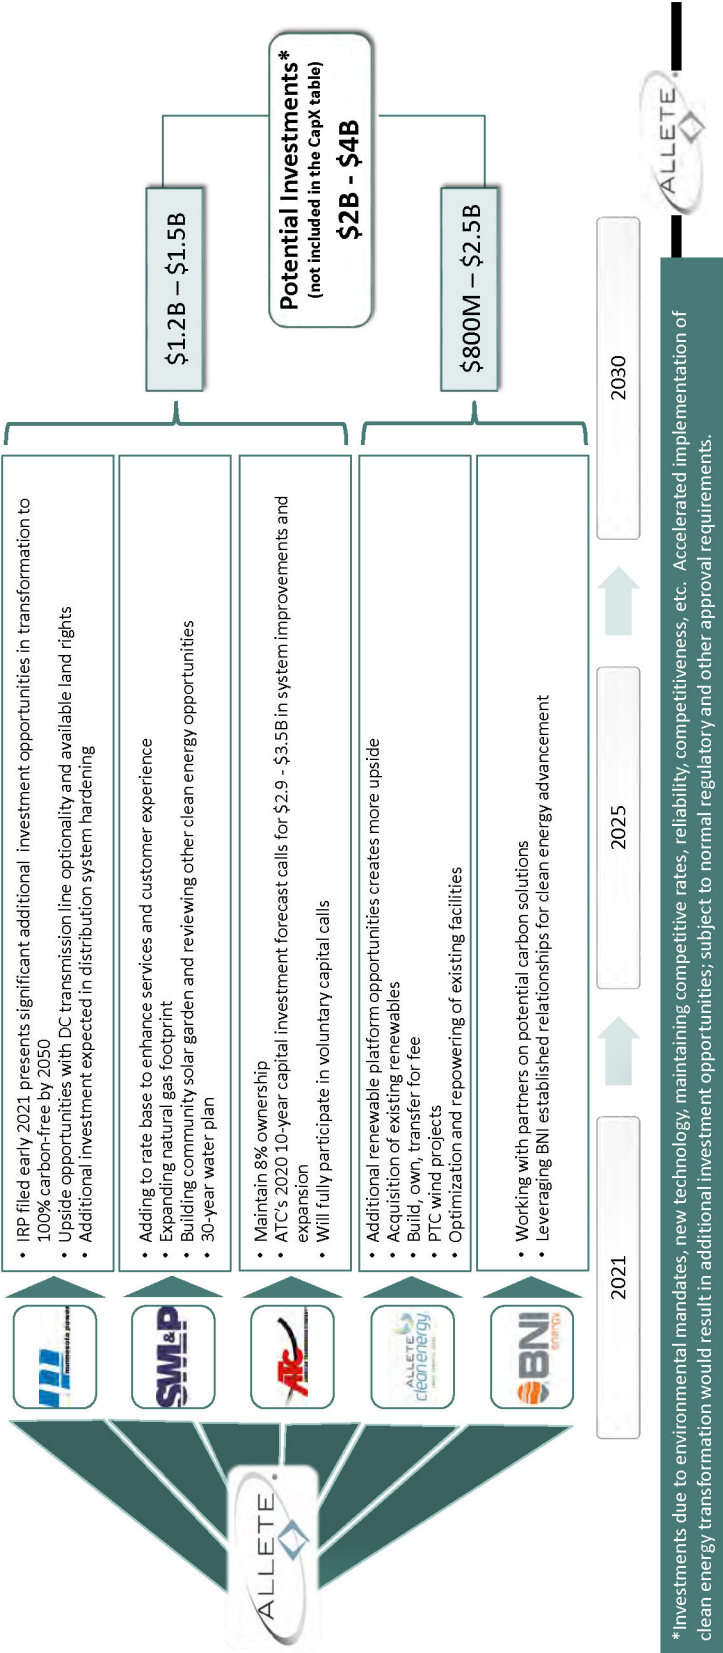 ALLETE
minnesota power
• IRP filed early 2021 presents significant additional investment opportunities in transformation to
100% carbon-free by 2050
• Upside opportunities with DC transmission line optionality and available land rights
• Additional investment expected in distribution system hardening
SWL&P
• Adding to rate base to enhance services and customer experience
• Expanding natural gas footprint
• Building community solar garden and reviewing other clean energy opportunities
• 30-year water plan
ATC
• Maintain 8% ownership
• ATC's 2020 10-year capital investment forecast calls for $2.9 - $3.5B in system improvements and
expansion
• Will fully participate in voluntary capital calls
$1.2B – $1.5B
ALLETE
clean energy
• Additional renewable platform opportunities creates more upside
• Acquisition of existing renewables
• Build, own, transfer for fee
• PTC wind projects
• Optimization and repowering of existing facilities
BNI
energy
• Working with partners on potential carbon solutions
• Leveraging BNI established relationships for clean energy advancement
$800M – $2.5B
Potential Investments*
(not included in the CapX table)
$2B - $4B
2021
2025
2030
*Investments due to environmental mandates, new technology, maintaining competitive rates, reliability, competitiveness, etc. Accelerated implementation of
clean energy transformation would result in additional investment opportunities; subject to normal regulatory and other approval requirements.
ALLETE